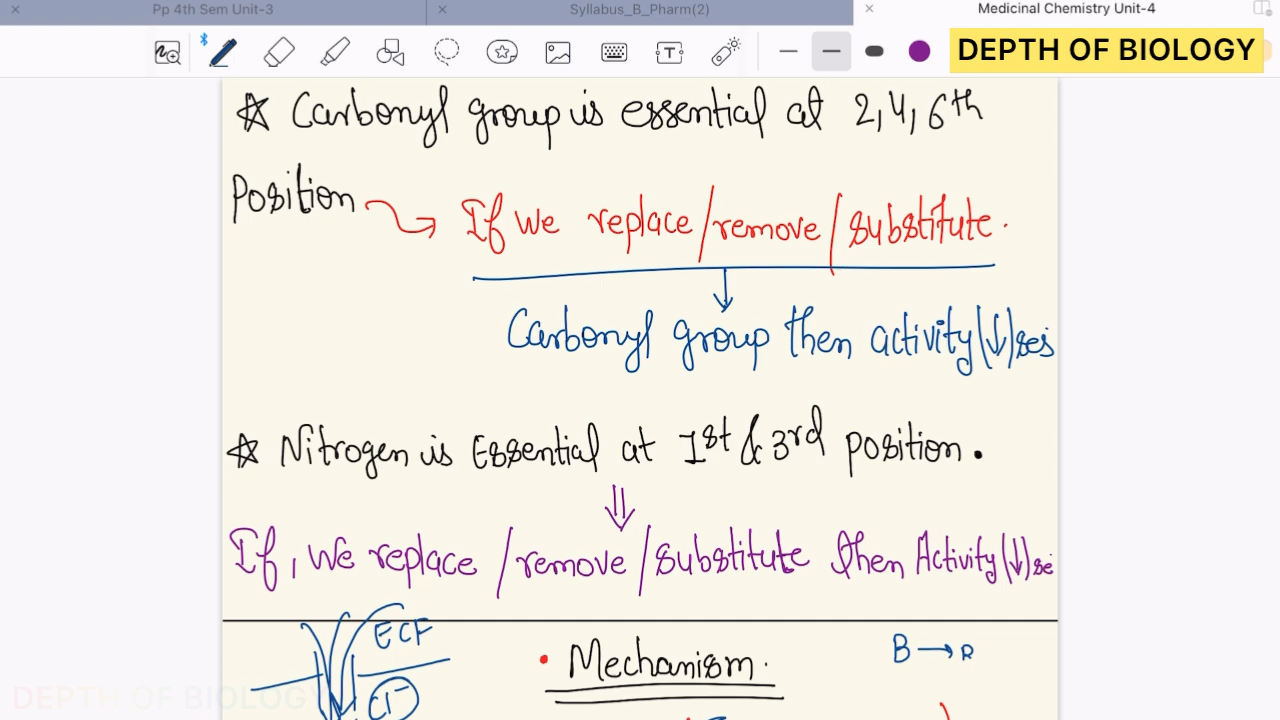 Pp 4th Sem Unit-3
Syllabus_B_Pharm(2)
Medicinal Chemistry Unit-4
DEPTH OF BIOLOGY
☆ Carbonyl group is essential at 2,4,6th
Position
If we replace/remove/substitute.
Carbonyl group then activity(↓)ses
☆ Nitrogen is Essential at 1st & 3rd position.
⇓
If, we replace/remove/substitute then Activity(↓)se
ECF
• Mechanism.
B → R
Cl⁻
DEPTH OF BIOLOGY